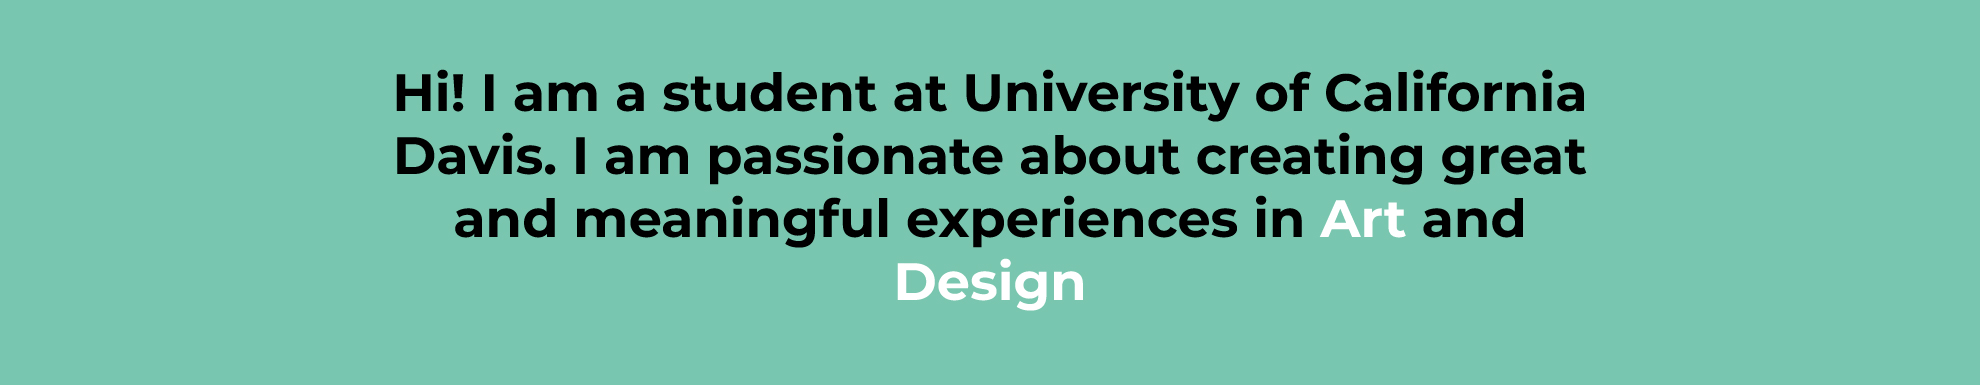 Hi! I am a student at University of California
Davis. I am passionate about creating great
and meaningful experiences in Art and
Design